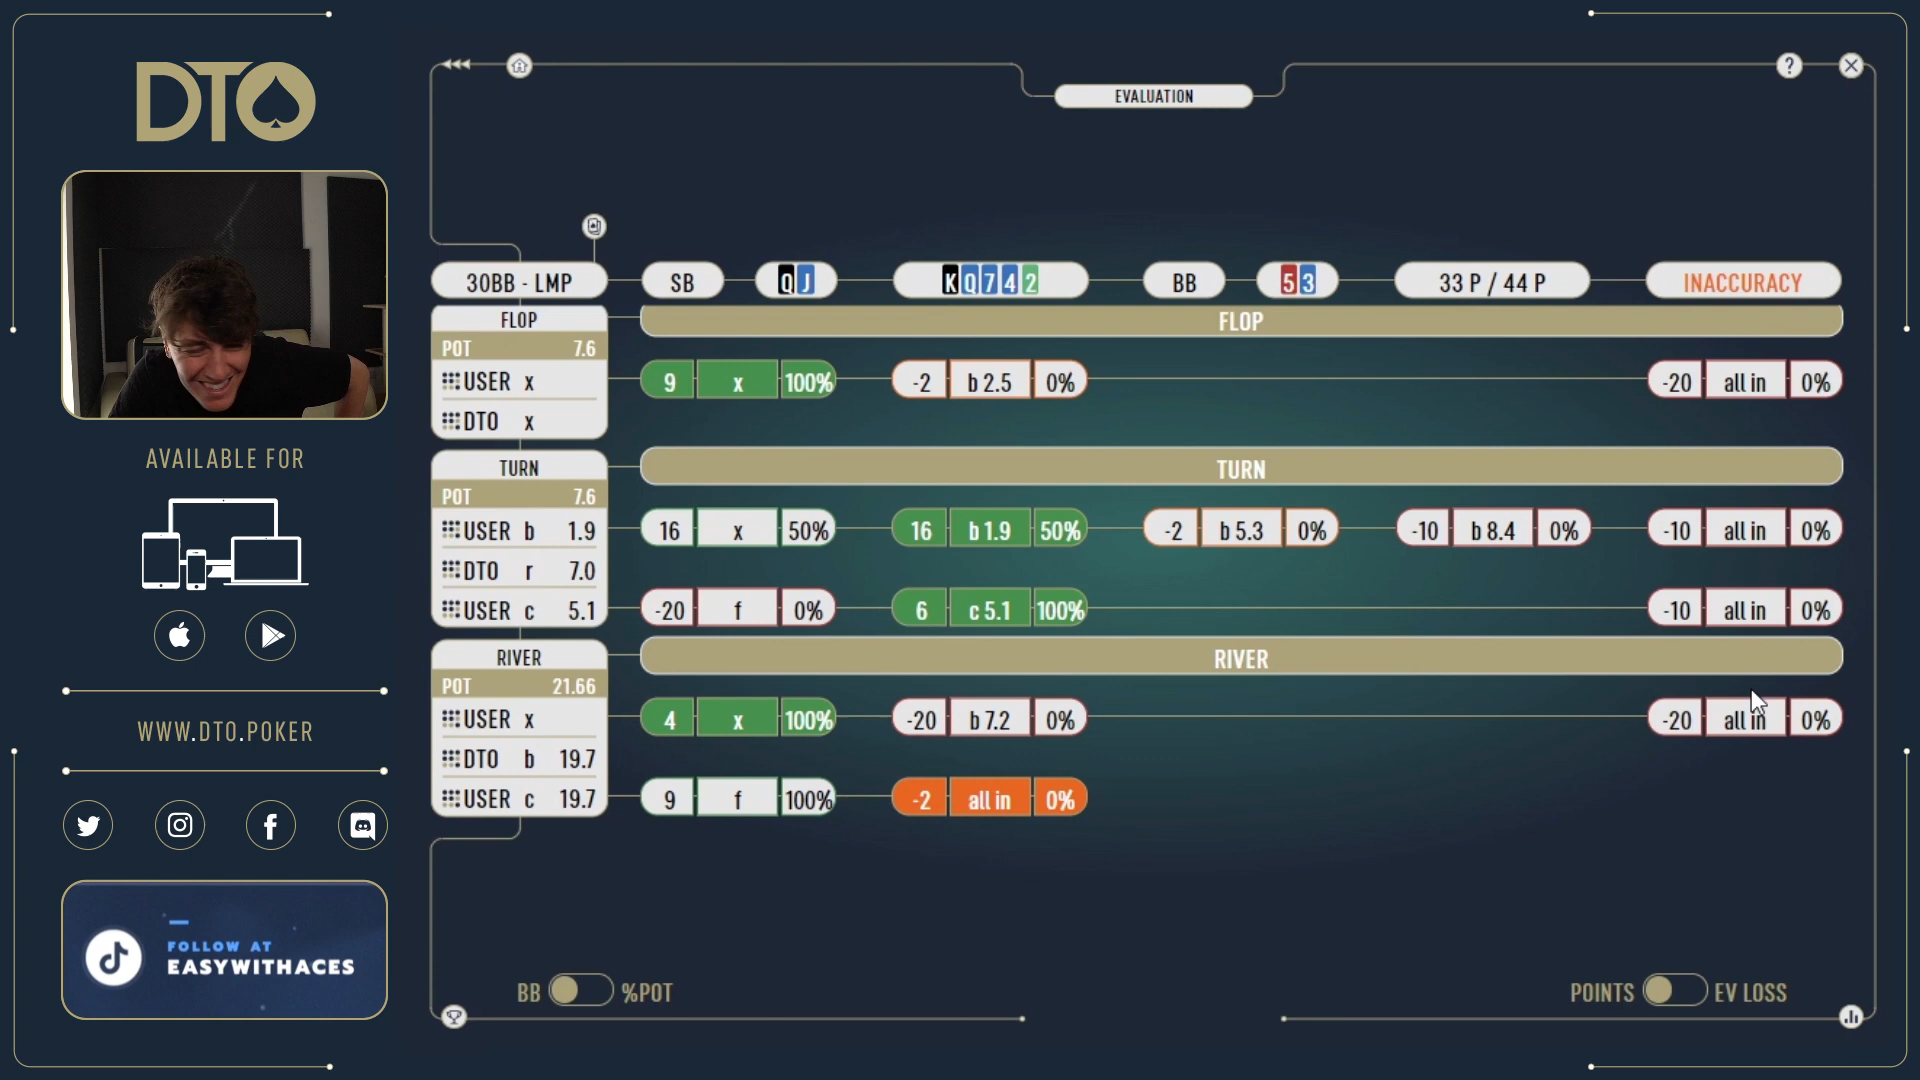 DTO
AVAILABLE FOR
WWW.DTO.POKER
FOLLOW AT
EASYWITHACES
EVALUATION
?
30BB - LMP SB QJ KQ742 BB 53 33 P / 44 P INACCURACY
FLOP FLOP
POT 7.6
USER x 9 x 100% -2 b 2.5 0% -20 all in 0%
DTO x
TURN TURN
POT 7.6
USER b 1.9 16 x 50% 16 b 1.9 50% -2 b 5.3 0% -10 b 8.4 0% -10 all in 0%
DTO r 7.0
USER c 5.1 -20 f 0% 6 c 5.1 100% -10 all in 0%
RIVER RIVER
POT 21.66
USER x 4 x 100% -20 b 7.2 0% -20 all in 0%
DTO b 19.7
USER c 19.7 9 f 100% -2 all in 0%
BB %POT POINTS EV LOSS